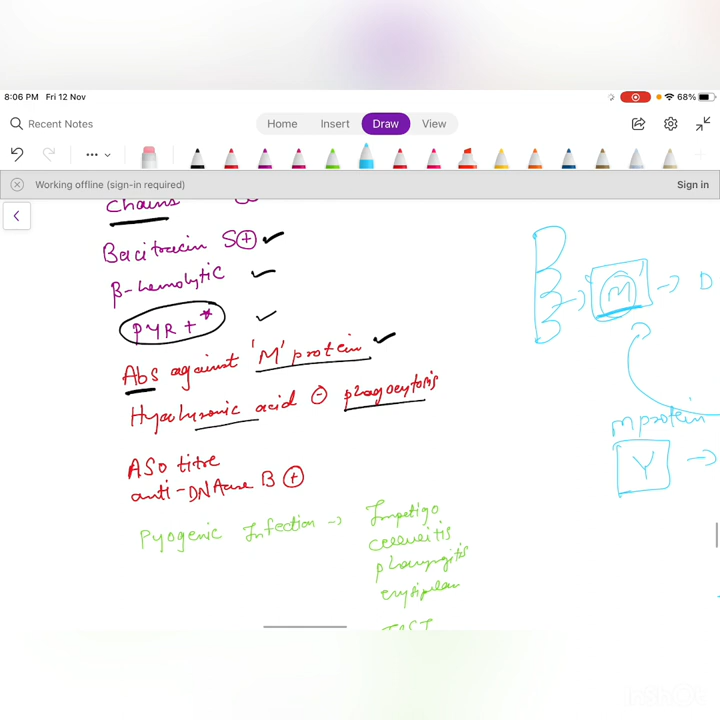 8:06 PM Fri 12 Nov
68%
Recent Notes
Home Insert Draw View
Working offline (sign-in required)
Sign in
Chains
Bacitracin S+
β-hemolytic
PYR + *
Abs against 'M' protein
Hyaluronic acid ⊖ phagocytosis
ASO titre
anti-DNAase B +
Pyogenic Infection → Impetigo
cellulitis
pharyngitis
erysipelas
M → D
M protein
Y →